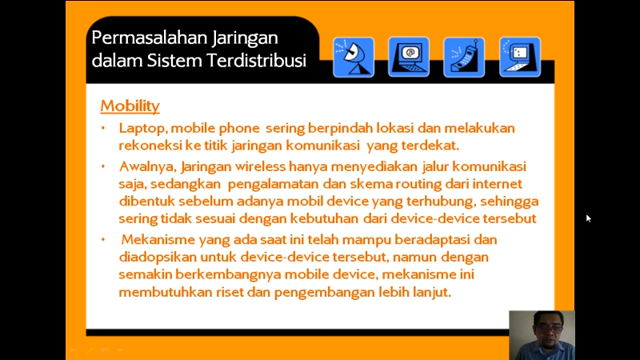 Permasalahan Jaringan
dalam Sistem Terdistribusi
Mobility
• Laptop, mobile phone sering berpindah lokasi dan melakukan
rekoneksi ke titik jaringan komunikasi yang terdekat.
• Awalnya, Jaringan wireless hanya menyediakan jalur komunikasi
saja, sedangkan pengalamatan dan skema routing dari internet
dibentuk sebelum adanya mobil device yang terhubung, sehingga
sering tidak sesuai dengan kebutuhan dari device-device tersebut
• Mekanisme yang ada saat ini telah mampu beradaptasi dan
diadopsikan untuk device-device tersebut, namun dengan
semakin berkembangnya mobile device, mekanisme ini
membutuhkan riset dan pengembangan lebih lanjut.